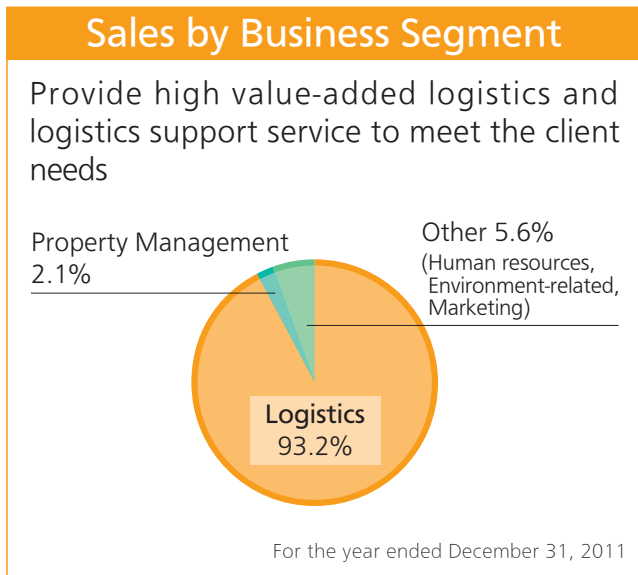 Sales by Business Segment
Provide high value-added logistics and
logistics support service to meet the client
needs
Property Management
2.1%
Other 5.6%
(Human resources,
Environment-related,
Marketing)
Logistics
93.2%
For the year ended December 31, 2011